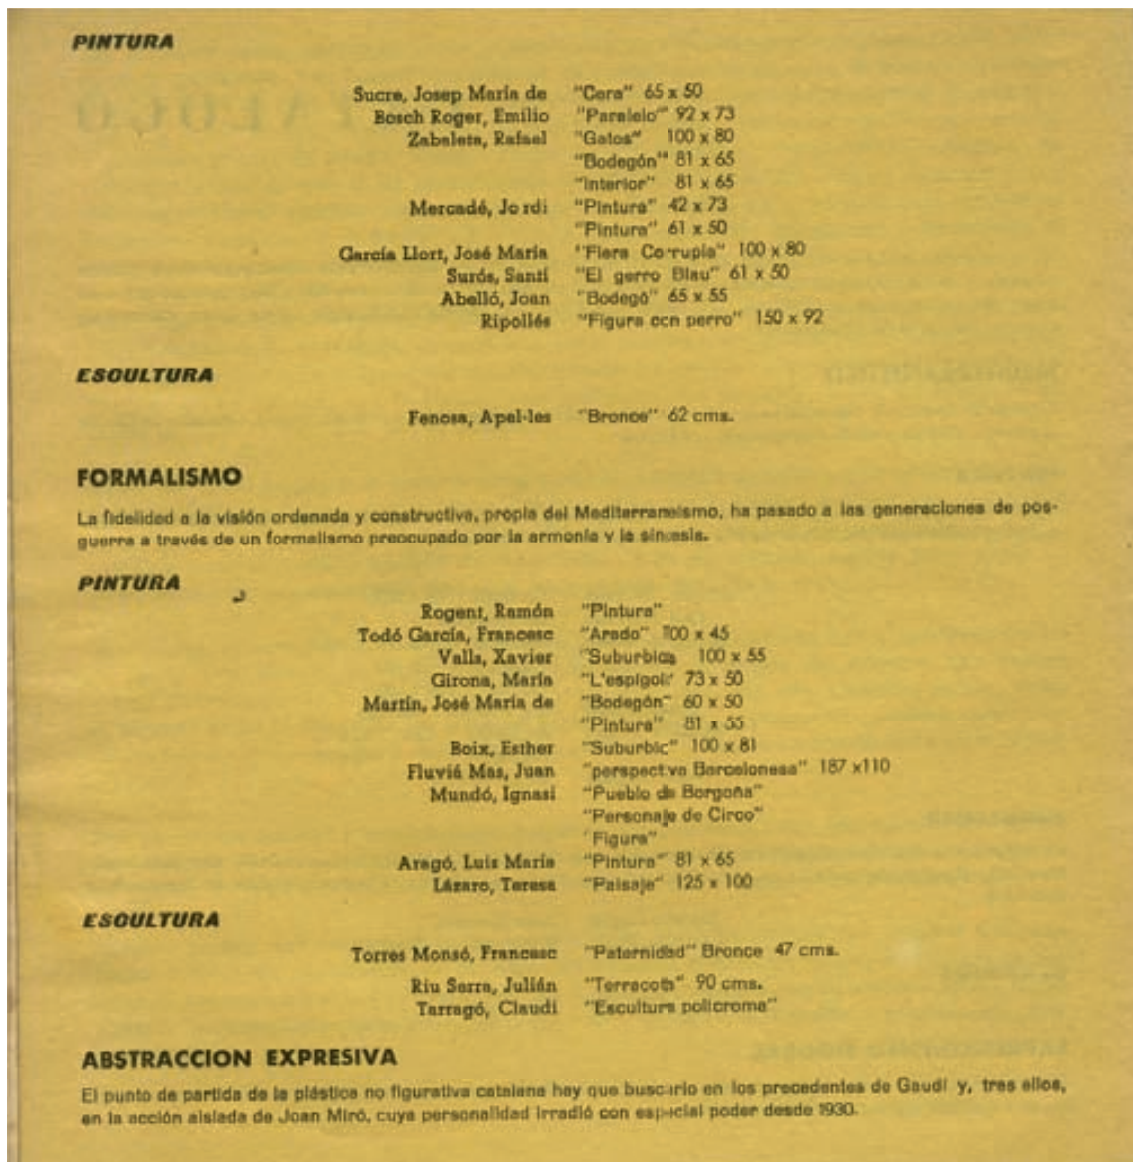 PINTURA
Sucre, Josep María de "Cera" 65 x 50
Bosch Roger, Emilio "Paralelo" 92 x 73
Zabaleta, Rafael "Gatos" 100 x 80
"Bodegón" 81 x 65
"Interior" 81 x 65
Mercadé, Jordi "Pintura" 42 x 73
"Pintura" 61 x 50
García Llort, José María "Fiera Corrupia" 100 x 80
Surós, Santi "El gerro Blau" 61 x 50
Abelló, Joan "Bodegó" 65 x 55
Ripollés "Figura con perro" 150 x 92
ESCULTURA
Fenosa, Apel·les "Bronce" 62 cms.
FORMALISMO
La fidelidad a la visión ordenada y constructiva, propia del Mediterraneismo, ha pasado a las generaciones de pos-
guerra a través de un formalismo preocupado por la armonía y la síntesis.
PINTURA
Rogent, Ramón "Pintura"
Todó García, Francesc "Arado" 100 x 45
Valls, Xavier "Suburbios 100 x 55
Girona, María "L'espigoli" 73 x 50
Martín, José María de "Bodegón" 60 x 50
"Pintura" 81 x 55
Boix, Esther "Suburbio" 100 x 81
Fluviá Mas, Juan "perspectiva Barcelonesa" 187 x110
Mundó, Ignasi "Pueblo de Borgoña"
"Personaje de Circo"
"Figura"
Aragó, Luis María "Pintura" 81 x 65
Lázaro, Teresa "Paisaje" 125 x 100
ESCULTURA
Torres Monsó, Francesc "Paternidad" Bronce 47 cms.
Riu Serra, Julián "Terracota" 90 cms.
Tarragó, Claudi "Escultura policroma"
ABSTRACCION EXPRESIVA
El punto de partida de la plástica no figurativa catalana hay que buscarlo en los precedentes de Gaudí y, tras ellos,
en la acción aislada de Joan Miró, cuya personalidad irradió con especial poder desde 1930.